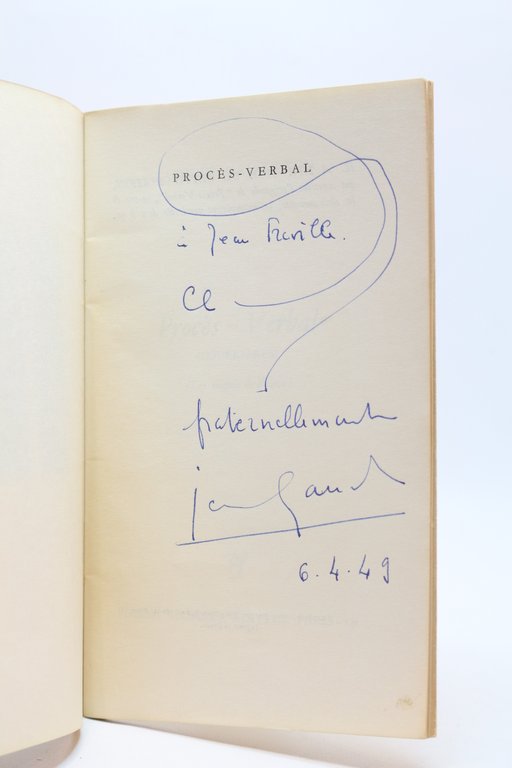 PROCÈS-VERBAL
à Jean Fréville.
Ce
fraternellement
6.4.49